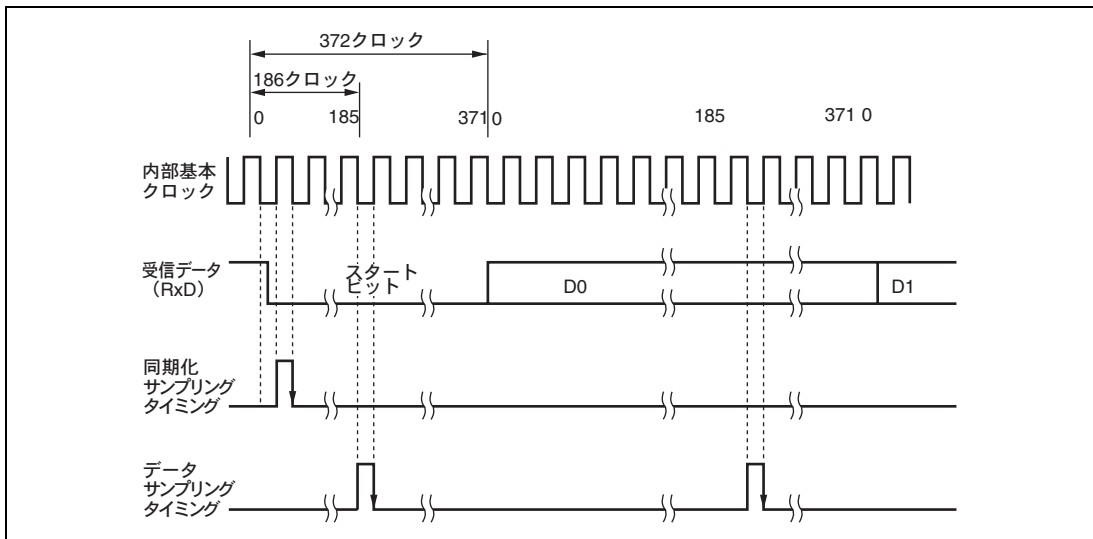 372クロック
186クロック
0 185 371 0 185 371 0
内部基本
クロック
受信データ
（RxD）
スタート
ビット
D0
D1
同期化
サンプリング
タイミング
データ
サンプリング
タイミング